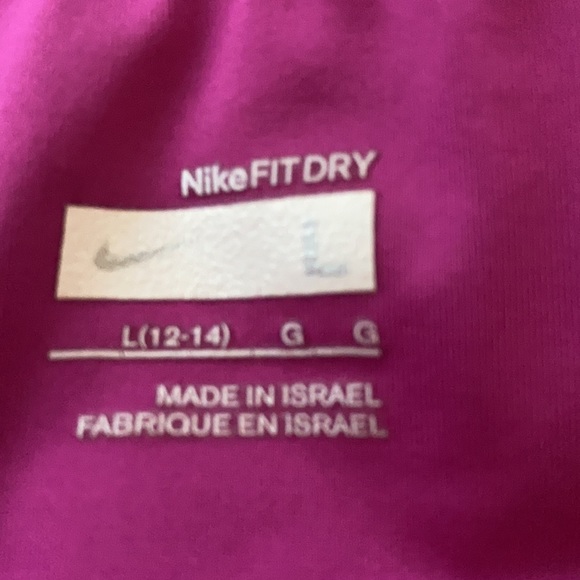 NikeFITDRY
L
L(12-14) G G
MADE IN ISRAEL
FABRIQUE EN ISRAEL